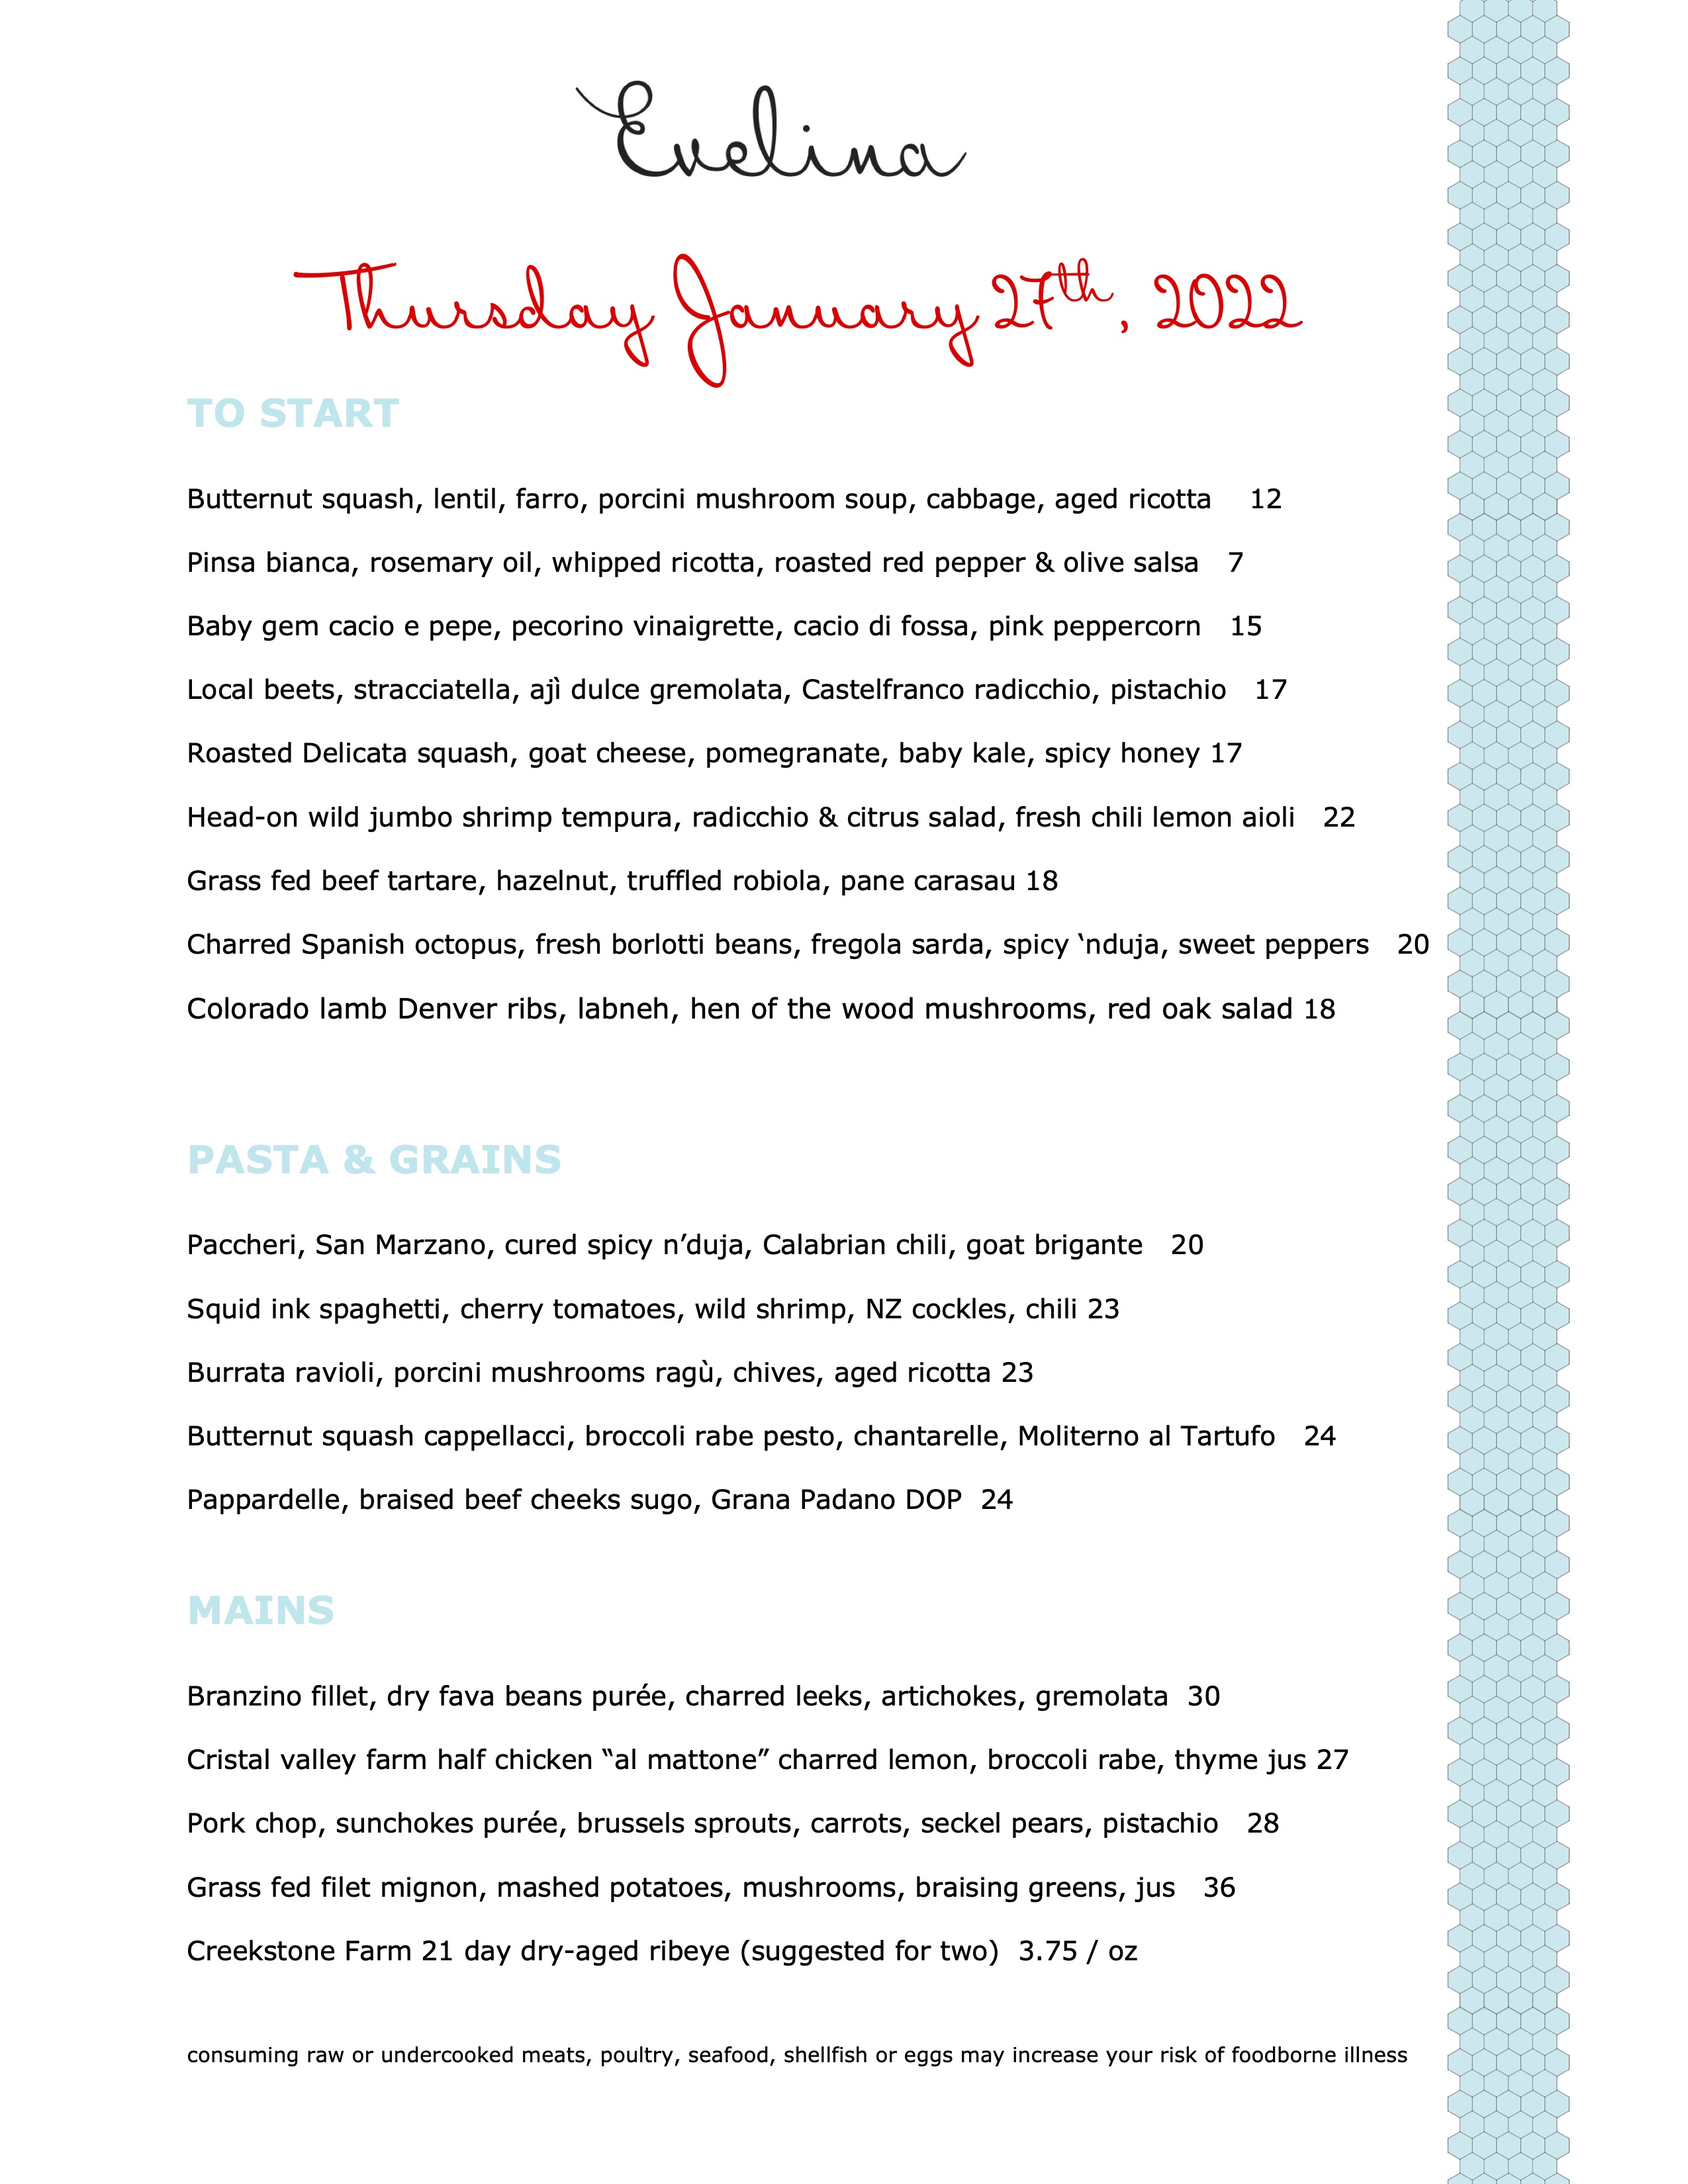 Evelina
Thursday January 27th, 2022
TO START
Butternut squash, lentil, farro, porcini mushroom soup, cabbage, aged ricotta 12
Pinsa bianca, rosemary oil, whipped ricotta, roasted red pepper & olive salsa 7
Baby gem cacio e pepe, pecorino vinaigrette, cacio di fossa, pink peppercorn 15
Local beets, stracciatella, ajì dulce gremolata, Castelfranco radicchio, pistachio 17
Roasted Delicata squash, goat cheese, pomegranate, baby kale, spicy honey 17
Head-on wild jumbo shrimp tempura, radicchio & citrus salad, fresh chili lemon aioli 22
Grass fed beef tartare, hazelnut, truffled robiola, pane carasau 18
Charred Spanish octopus, fresh borlotti beans, fregola sarda, spicy ‘nduja, sweet peppers 20
Colorado lamb Denver ribs, labneh, hen of the wood mushrooms, red oak salad 18
PASTA & GRAINS
Paccheri, San Marzano, cured spicy n’duja, Calabrian chili, goat brigante 20
Squid ink spaghetti, cherry tomatoes, wild shrimp, NZ cockles, chili 23
Burrata ravioli, porcini mushrooms ragù, chives, aged ricotta 23
Butternut squash cappellacci, broccoli rabe pesto, chantarelle, Moliterno al Tartufo 24
Pappardelle, braised beef cheeks sugo, Grana Padano DOP 24
MAINS
Branzino fillet, dry fava beans purée, charred leeks, artichokes, gremolata 30
Cristal valley farm half chicken “al mattone” charred lemon, broccoli rabe, thyme jus 27
Pork chop, sunchokes purée, brussels sprouts, carrots, seckel pears, pistachio 28
Grass fed filet mignon, mashed potatoes, mushrooms, braising greens, jus 36
Creekstone Farm 21 day dry-aged ribeye (suggested for two) 3.75 / oz
consuming raw or undercooked meats, poultry, seafood, shellfish or eggs may increase your risk of foodborne illness